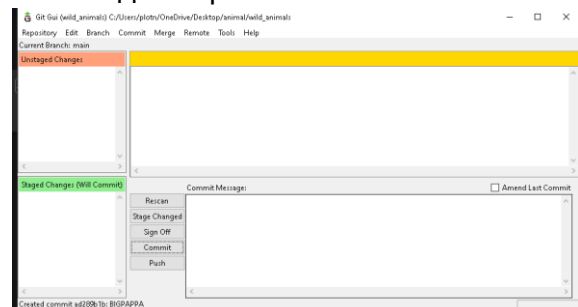 Git Gui (wild_animals) C:/Users/plotn/OneDrive/Desktop/animal/wild_animals
Repository Edit Branch Commit Merge Remote Tools Help
Current Branch: main
Unstaged Changes
Staged Changes (Will Commit)
Commit Message:
Amend Last Commit
Rescan
Stage Changed
Sign Off
Commit
Push
Created commit ad289b1b: BIGPAPPA